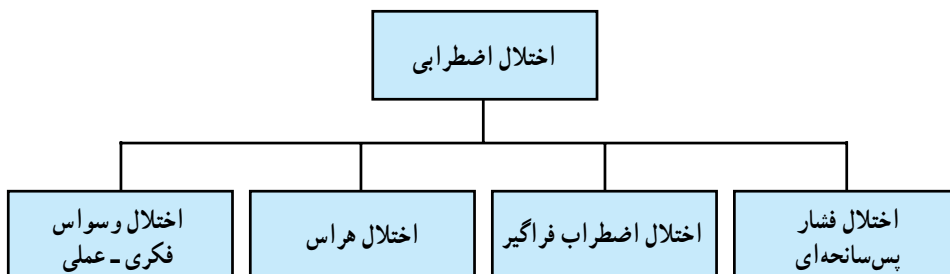 اختلال اضطرابی
اختلال فشار
پس‌سانحه‌ای
اختلال اضطراب فراگیر
اختلال هراس
اختلال وسواس
فکری ـ عملی